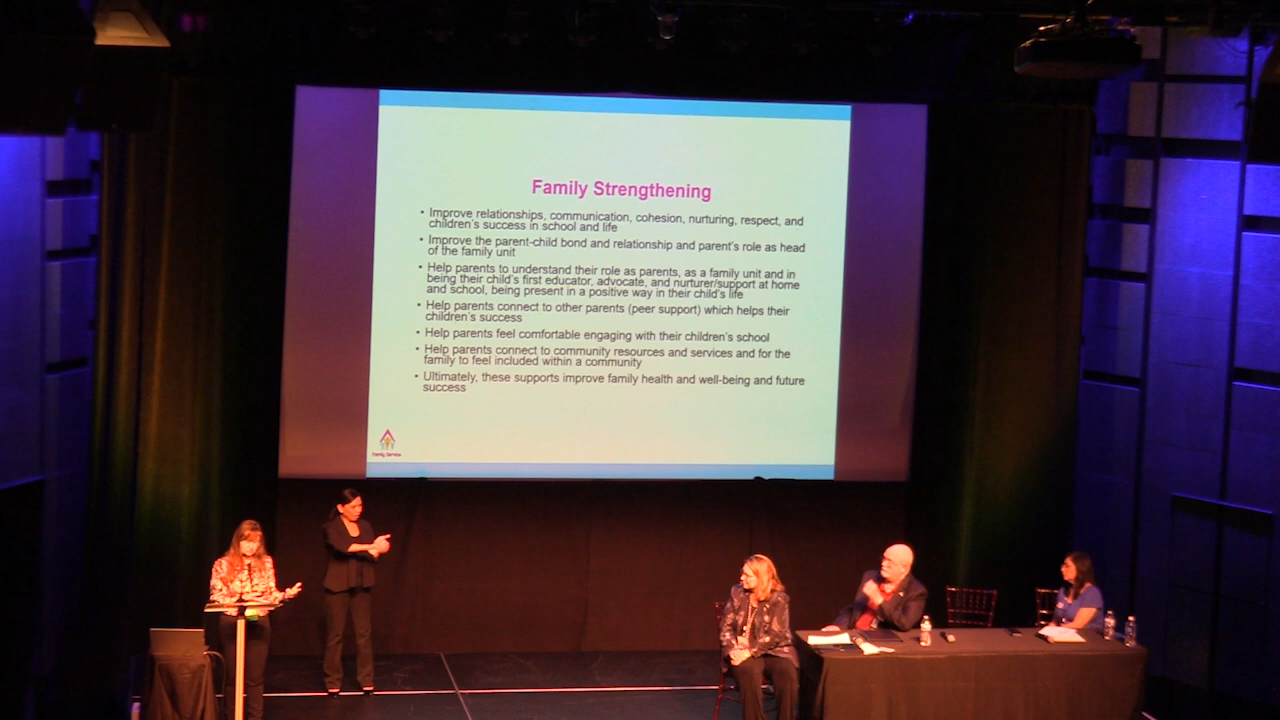 Family Strengthening
• Improve relationships, communication, cohesion, nurturing, respect, and
children's success in school and life
• Improve the parent-child bond and relationship and parent's role as head
of the family unit
• Help parents to understand their role as parents, as a family unit and in
being their child's first educator, advocate, and nurturer/support at home
and school, being present in a positive way in their child's life
• Help parents connect to other parents (peer support) which helps their
children's success
• Help parents feel comfortable engaging with their children's school
• Help parents connect to community resources and services and for the
family to feel included within a community
• Ultimately, these supports improve family health and well-being and future
success
Family Service